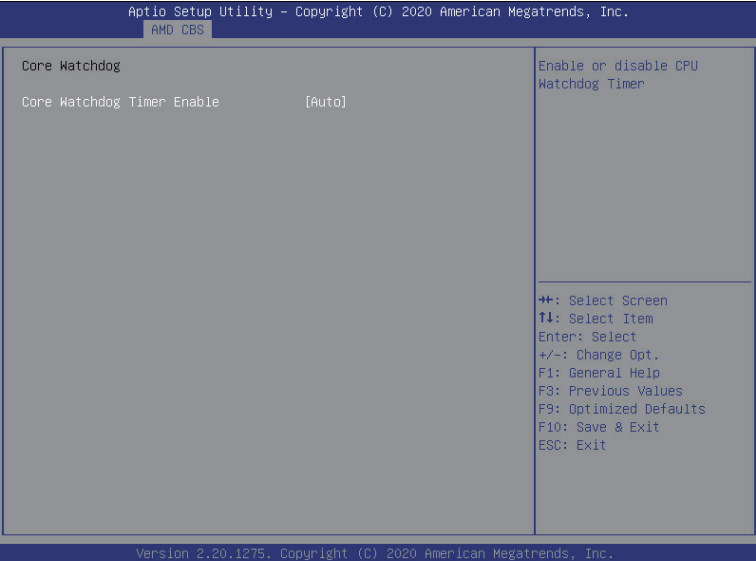 Aptio Setup Utility – Copyright (C) 2020 American Megatrends, Inc.
AMD CBS
Core Watchdog
Core Watchdog Timer Enable [Auto]
Enable or disable CPU
Watchdog Timer
→←: Select Screen
↑↓: Select Item
Enter: Select
+/-: Change Opt.
F1: General Help
F3: Previous Values
F9: Optimized Defaults
F10: Save & Exit
ESC: Exit
Version 2.20.1275. Copyright (C) 2020 American Megatrends, Inc.